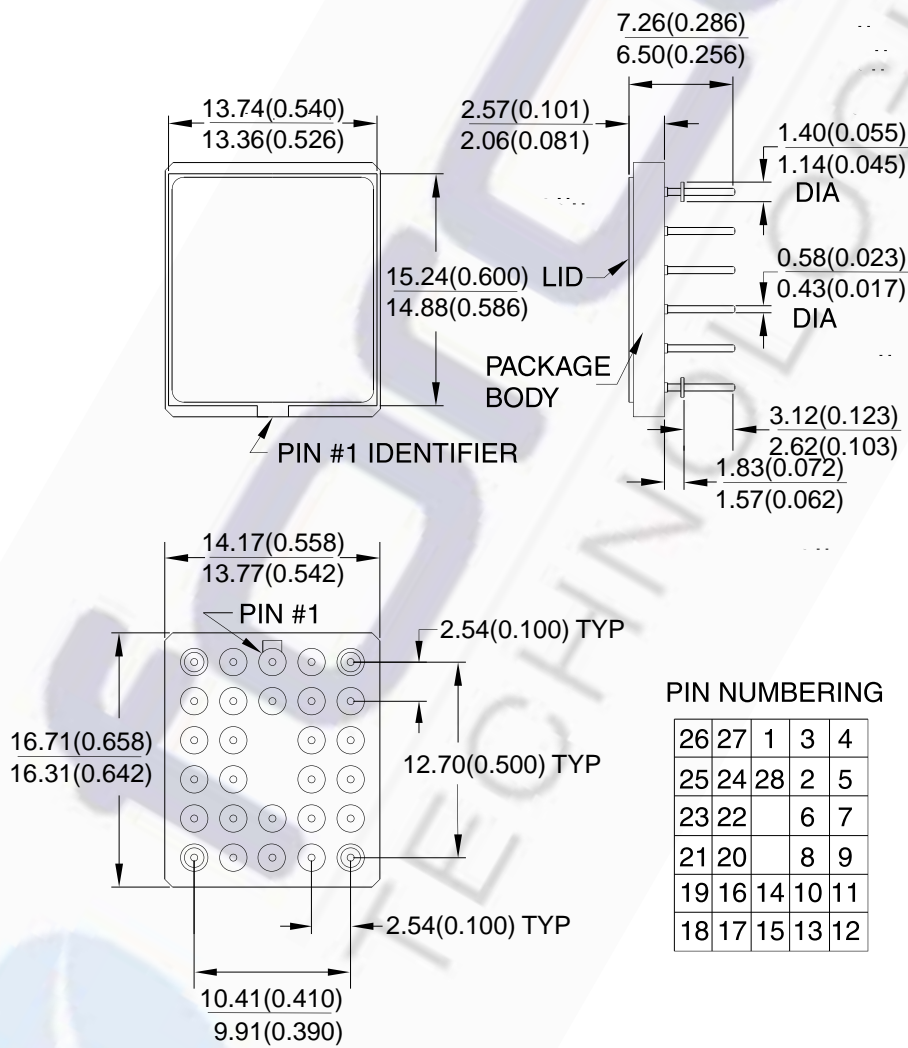 7.26(0.286)
6.50(0.256)
13.74(0.540)
13.36(0.526)
2.57(0.101)
2.06(0.081)
1.40(0.055)
1.14(0.045)
DIA
15.24(0.600)
14.88(0.586)
LID
0.58(0.023)
0.43(0.017)
DIA
PACKAGE
BODY
3.12(0.123)
2.62(0.103)
1.83(0.072)
1.57(0.062)
PIN #1 IDENTIFIER
14.17(0.558)
13.77(0.542)
PIN #1
2.54(0.100) TYP
16.71(0.658)
16.31(0.642)
12.70(0.500) TYP
2.54(0.100) TYP
10.41(0.410)
9.91(0.390)
PIN NUMBERING
26 27 1 3 4
25 24 28 2 5
23 22 6 7
21 20 8 9
19 16 14 10 11
18 17 15 13 12